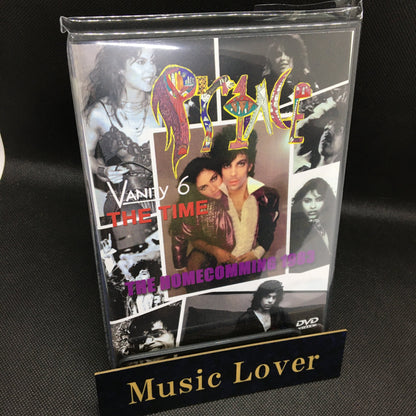 PRINCE
VANITY 6
THE TIME
THE HOMECOMMING
DVD
Music Lover